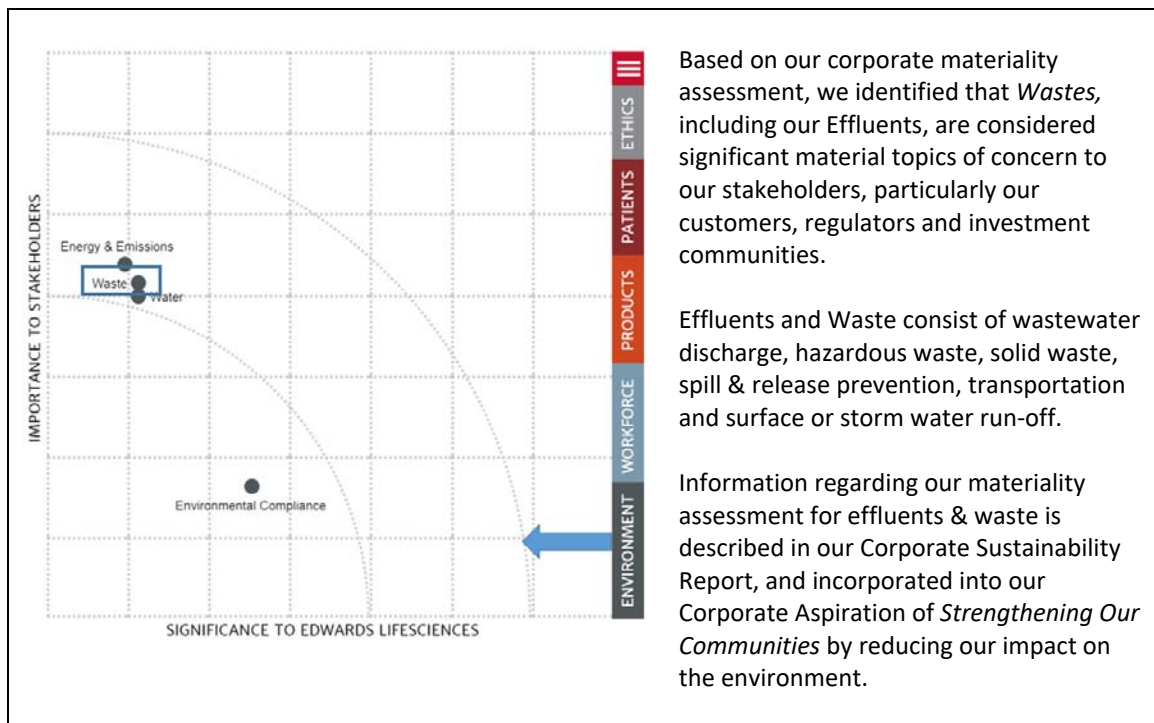 IMPORTANCE TO STAKEHOLDERS
Energy & Emissions
Waste
Water
Environmental Compliance
SIGNIFICANCE TO EDWARDS LIFESCIENCES
ETHICS
PATIENTS
PRODUCTS
WORKFORCE
ENVIRONMENT
Based on our corporate materiality
assessment, we identified that Wastes,
including our Effluents, are considered
significant material topics of concern to
our stakeholders, particularly our
customers, regulators and investment
communities.
Effluents and Waste consist of wastewater
discharge, hazardous waste, solid waste,
spill & release prevention, transportation
and surface or storm water run-off.
Information regarding our materiality
assessment for effluents & waste is
described in our Corporate Sustainability
Report, and incorporated into our
Corporate Aspiration of Strengthening Our
Communities by reducing our impact on
the environment.